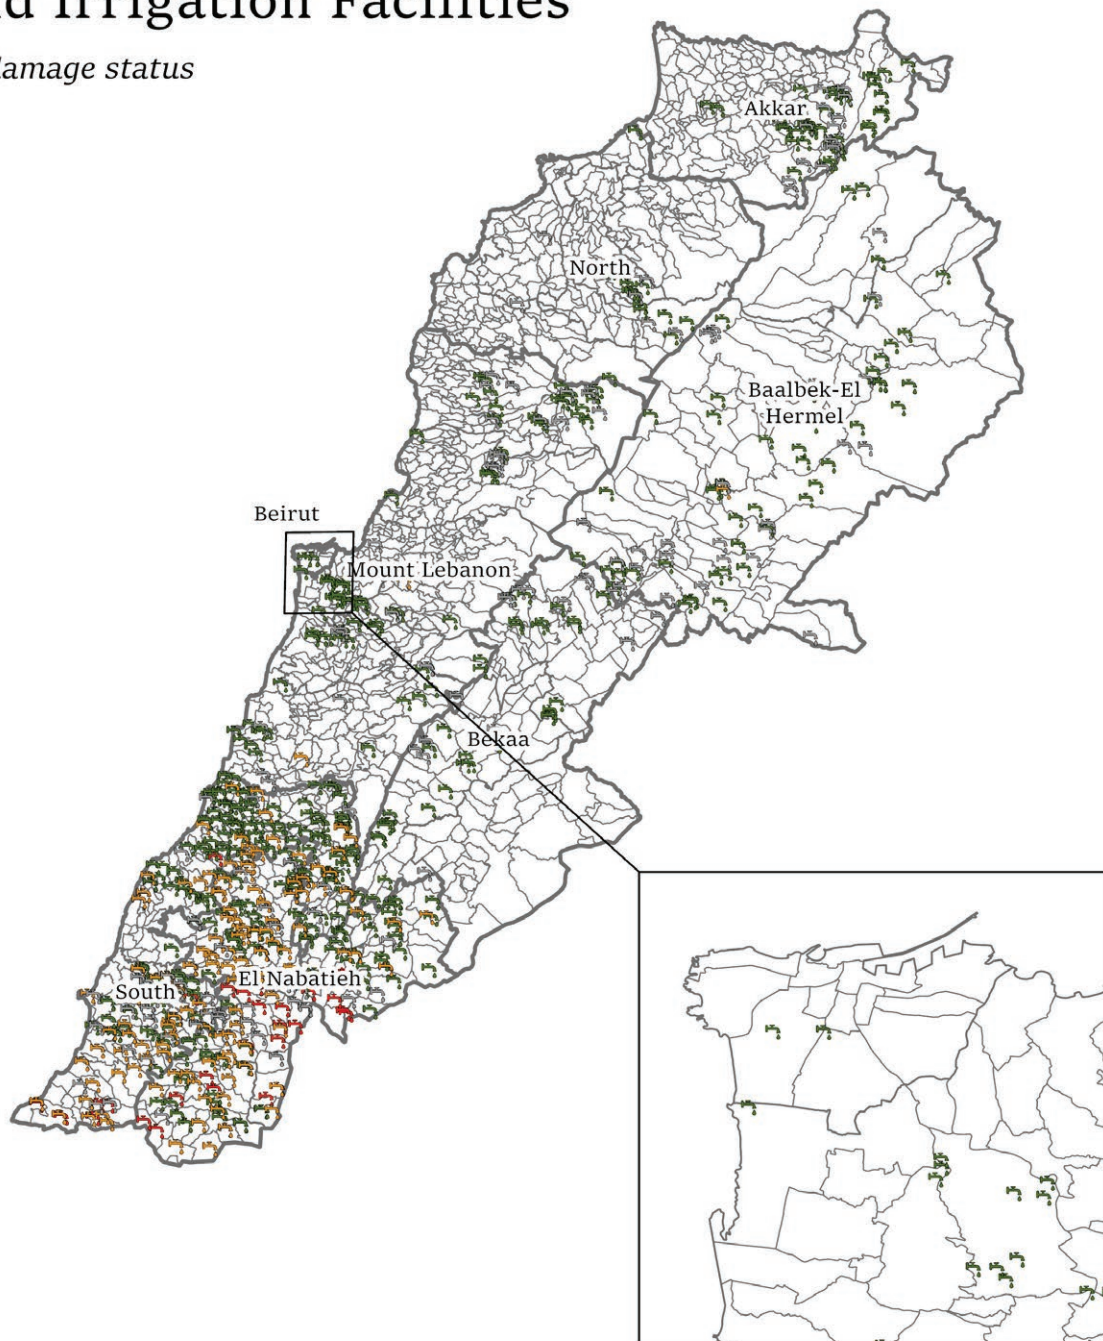 Irrigation Facilities
damage status
Akkar
North
Baalbek-El
Hermel
Beirut
Mount Lebanon
Bekaa
El Nabatieh
South